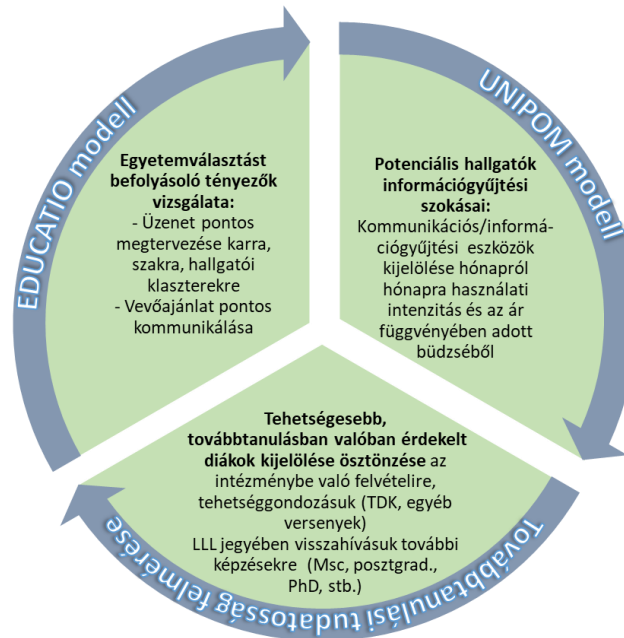 EDUCATIO modell
Egyetemválasztást
befolyásoló tényezők
vizsgálata:
- Üzenet pontos
megtervezése karra,
szakra, hallgatói
klaszterekre
- Vevőajánlat pontos
kommunikálása
UNIPOM modell
Potenciális hallgatók
információgyűjtési
szokásai:
Kommunikációs/informá-
ciógyűjtési eszközök
kijelölése hónapról
hónapra használati
intenzitás és az ár
függvényében adott
büdzséből
Tehetségesebb,
továbbtanulásban valóban érdekelt
diákok kijelölése ösztönzése az
intézménybe való felvételire,
tehetséggondozásuk (TDK, egyéb
versenyek)
LLL jegyében visszahívásuk további
képzésekre (Msc, posztgrad.,
PhD, stb.)
Továbbtanulási tudatosság felmérése